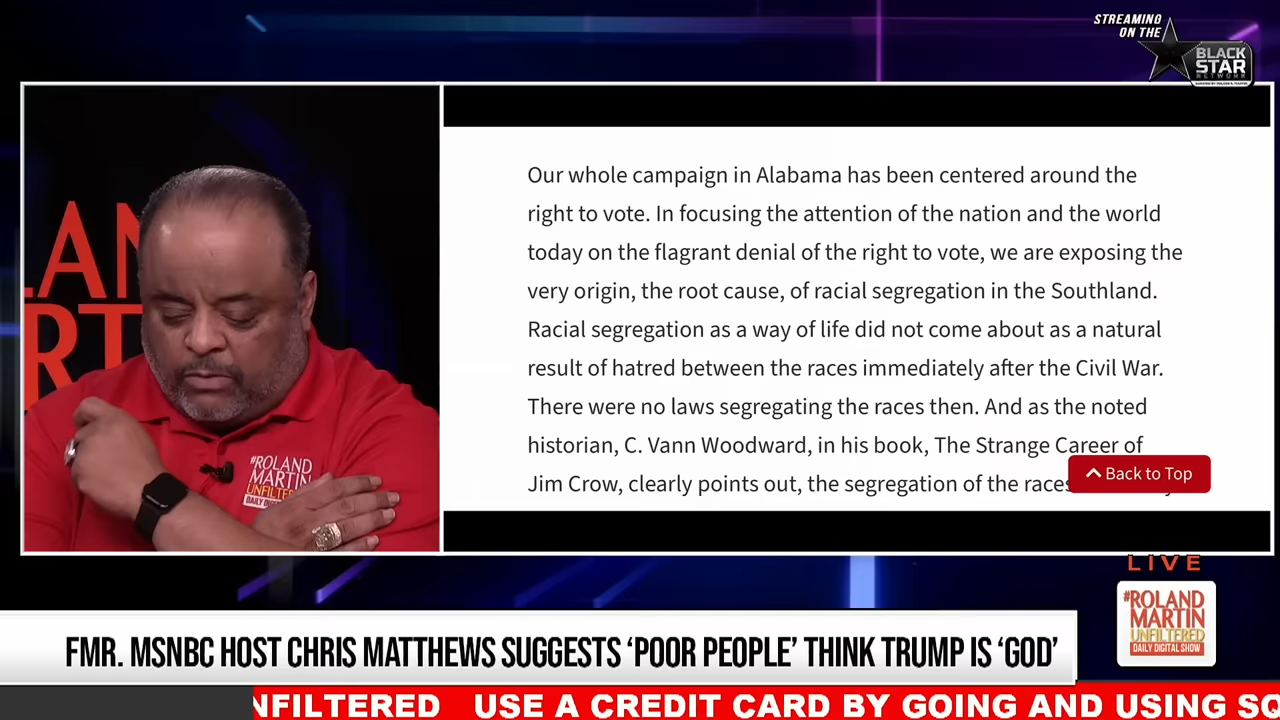 STREAMING
ON THE
BLACK
STAR
NETWORK
Our whole campaign in Alabama has been centered around the
right to vote. In focusing the attention of the nation and the world
today on the flagrant denial of the right to vote, we are exposing the
very origin, the root cause, of racial segregation in the Southland.
Racial segregation as a way of life did not come about as a natural
result of hatred between the races immediately after the Civil War.
There were no laws segregating the races then. And as the noted
historian, C. Vann Woodward, in his book, The Strange Career of
Jim Crow, clearly points out, the segregation of the races
Back to Top
#ROLAND
MARTIN
UNFILTERED
DAILY DIGITAL SHOW
LIVE
#ROLAND
MARTIN
UNFILTERED
DAILY DIGITAL SHOW
FMR. MSNBC HOST CHRIS MATTHEWS SUGGESTS ‘POOR PEOPLE’ THINK TRUMP IS ‘GOD’
NFILTERED USE A CREDIT CARD BY GOING AND USING SQ